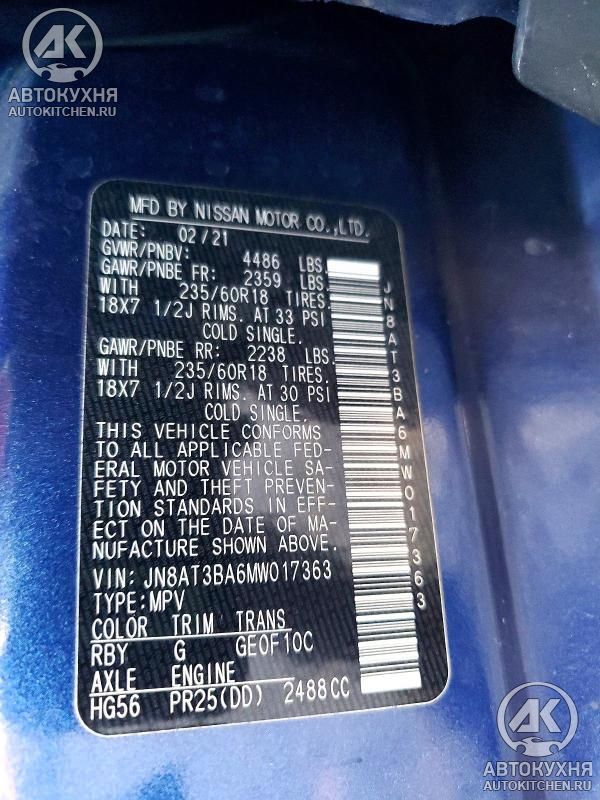 AK
АВТОКУХНЯ
AUTOKITCHEN.RU
MFD BY NISSAN MOTOR CO.,LTD.
DATE: 02/21
GVWR/PNBV: 4486 LBS.
GAWR/PNBE FR: 2359 LBS.
WITH 235/60R18 TIRES.
18X7 1/2J RIMS. AT 33 PSI
COLD SINGLE.
GAWR/PNBE RR: 2238 LBS.
WITH 235/60R18 TIRES.
18X7 1/2J RIMS. AT 30 PSI
COLD SINGLE.
THIS VEHICLE CONFORMS
TO ALL APPLICABLE FED-
ERAL MOTOR VEHICLE SA-
FETY AND THEFT PREVEN-
TION STANDARDS IN EFF-
ECT ON THE DATE OF MA-
NUFACTURE SHOWN ABOVE.
VIN: JN8AT3BA6MW017363
TYPE:MPV
COLOR TRIM TRANS
RBY G GE0F10C
AXLE ENGINE
HG56 PR25(DD) 2488CC
JN8AT3BA6MW017363
AK
АВТОКУХНЯ
AUTOKITCHEN.RU